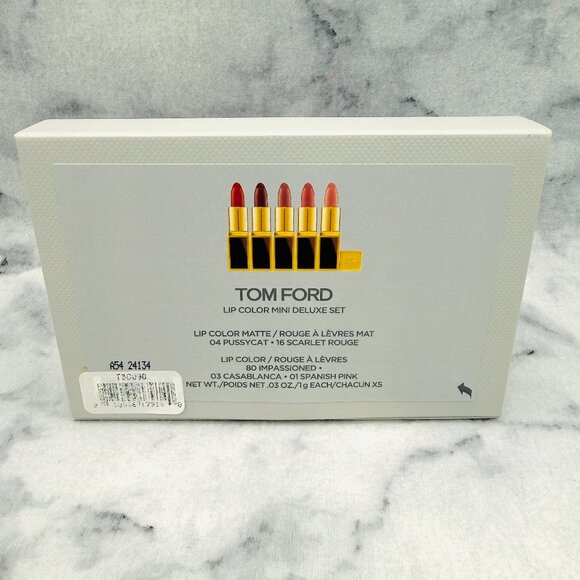 TOM FORD
LIP COLOR MINI DELUXE SET
LIP COLOR MATTE / ROUGE À LÈVRES MAT
04 PUSSYCAT • 16 SCARLET ROUGE
LIP COLOR / ROUGE À LÈVRES
80 IMPASSIONED •
03 CASABLANCA • 01 SPANISH PINK
NET WT./POIDS NET .03 OZ./1g EACH/CHACUN X5
A54 24134